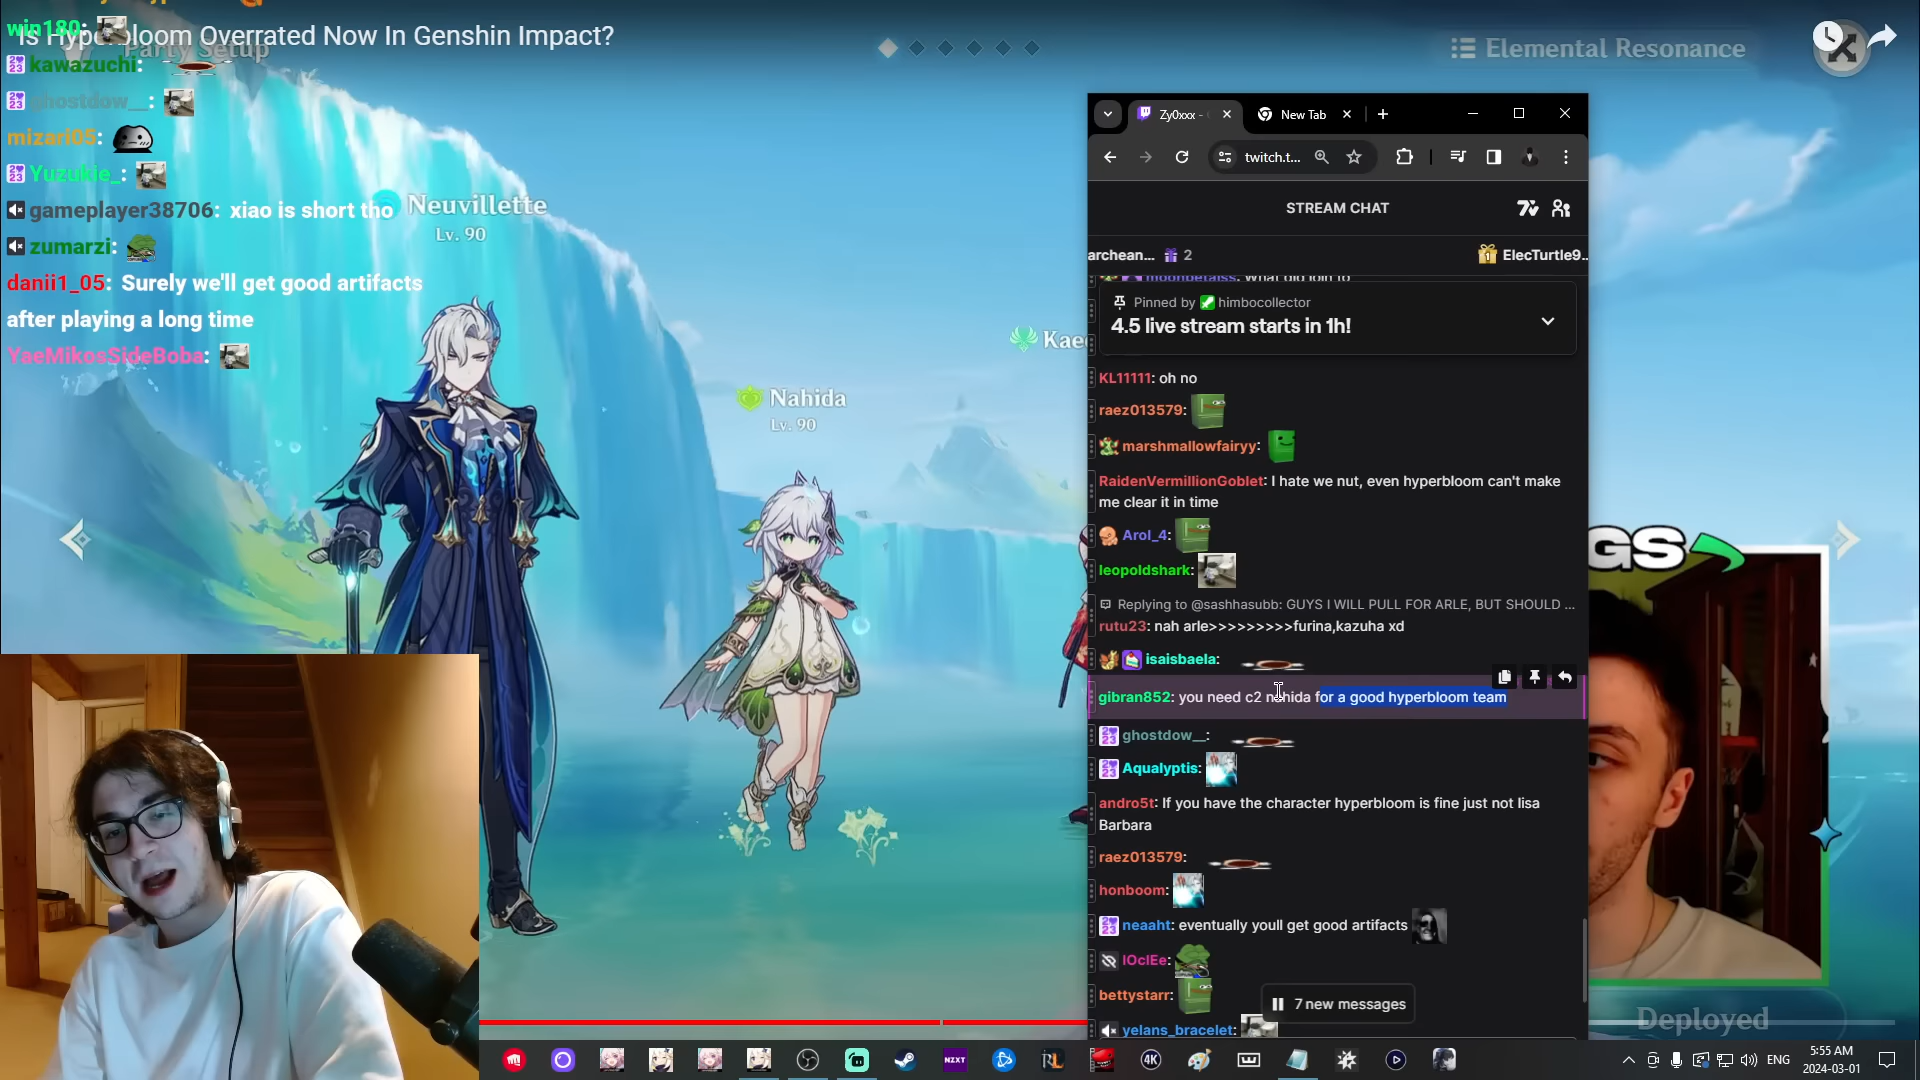 win180:
Is Hyperbloom Overrated Now In Genshin Impact?
Party Setup
kawazuchi:
ghostdow__:
mizari05:
Yuzukie_:
gameplayer38706: xiao is short tho
zumarzi:
danii1_05: Surely we'll get good artifacts
after playing a long time
YaeMikosSideBoba:
Elemental Resonance
Neuvillette
Lv. 90
Nahida
Lv. 90
Kae
Zy0xxx -
New Tab
twitch.t...
STREAM CHAT
archean... 2
ElecTurtle9..
Pinned by himbocollector
4.5 live stream starts in 1h!
KL11111: oh no
raez013579:
marshmallowfairyy:
RaidenVermillionGoblet: I hate we nut, even hyperbloom can't make
me clear it in time
Arol_4:
leopoldshark:
Replying to @sashhasubb: GUYS I WILL PULL FOR ARLE, BUT SHOULD ...
rutu23: nah arle>>>>>>>>>furina,kazuha xd
isaisbaela:
gibran852: you need c2 nahida for a good hyperbloom team
ghostdow__:
Aqualyptis:
andro5t: If you have the character hyperbloom is fine just not lisa
Barbara
raez013579:
honboom:
neaaht: eventually youll get good artifacts
lOclEe:
bettystarr:
7 new messages
yelans_bracelet:
GS
Deployed
NZXT
RL
4K
ENG
5:55 AM
2024-03-01